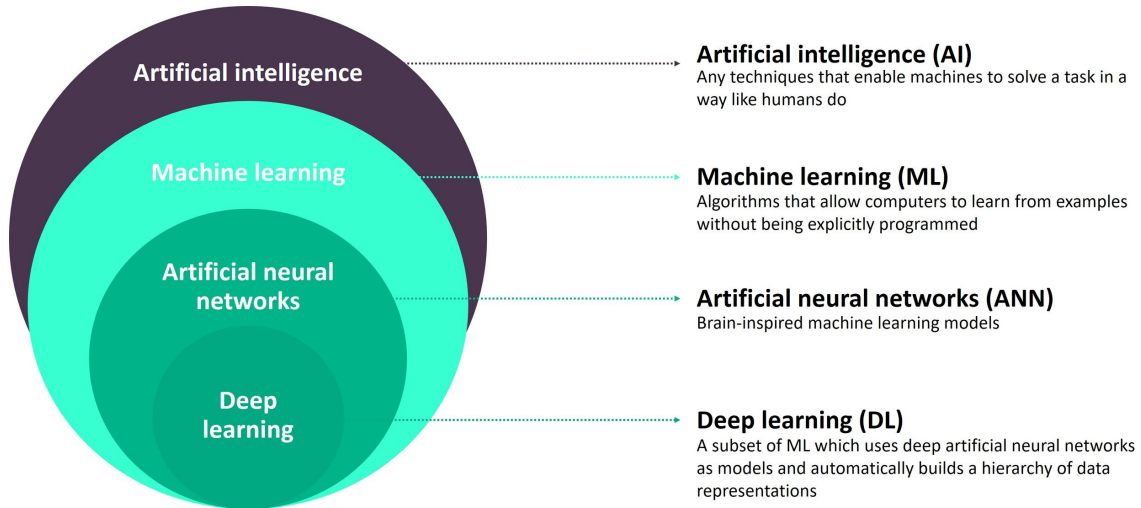 Artificial intelligence
Machine learning
Artificial neural
networks
Deep
learning
Artificial intelligence (AI)
Any techniques that enable machines to solve a task in a
way like humans do
Machine learning (ML)
Algorithms that allow computers to learn from examples
without being explicitly programmed
Artificial neural networks (ANN)
Brain-inspired machine learning models
Deep learning (DL)
A subset of ML which uses deep artificial neural networks
as models and automatically builds a hierarchy of data
representations